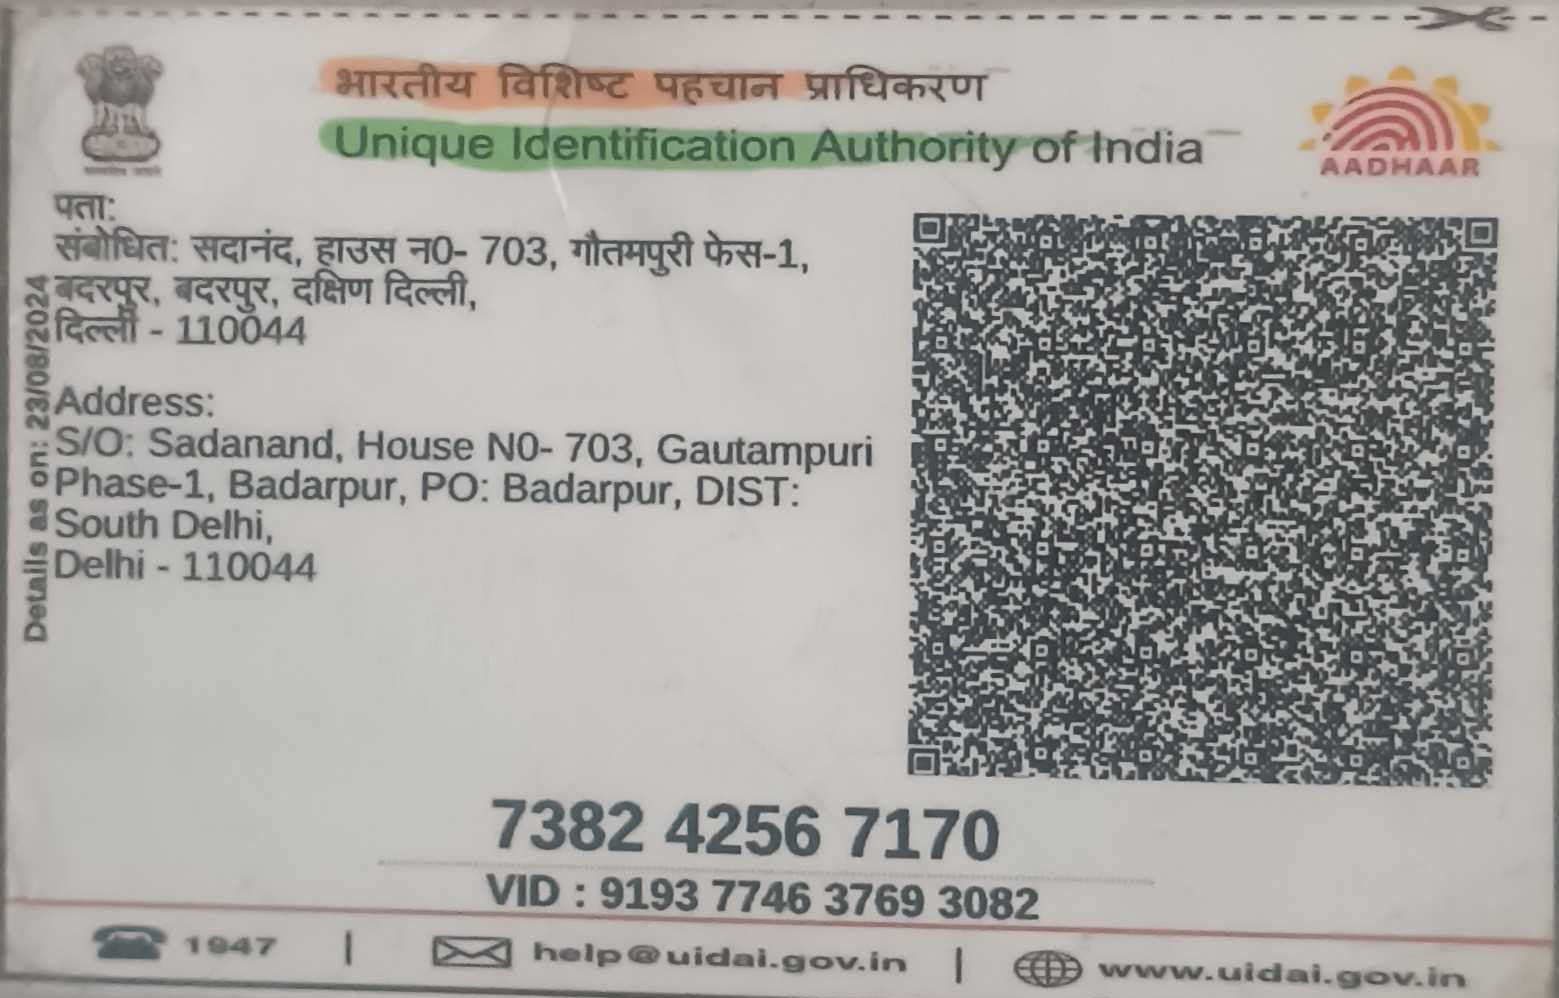 भारतीय विशिष्ट पहचान प्राधिकरण
Unique Identification Authority of India
AADHAAR
पता:
संबोधित: सदानंद, हाउस न0- 703, गौतमपुरी फेस-1,
बदरपुर, बदरपुर, दक्षिण दिल्ली,
दिल्ली - 110044
Address:
S/O: Sadanand, House N0- 703, Gautampuri
Phase-1, Badarpur, PO: Badarpur, DIST:
South Delhi,
Delhi - 110044
Details as on: 23/08/2024
7382 4256 7170
VID : 9193 7746 3769 3082
1947 | help@uidai.gov.in | www.uidai.gov.in